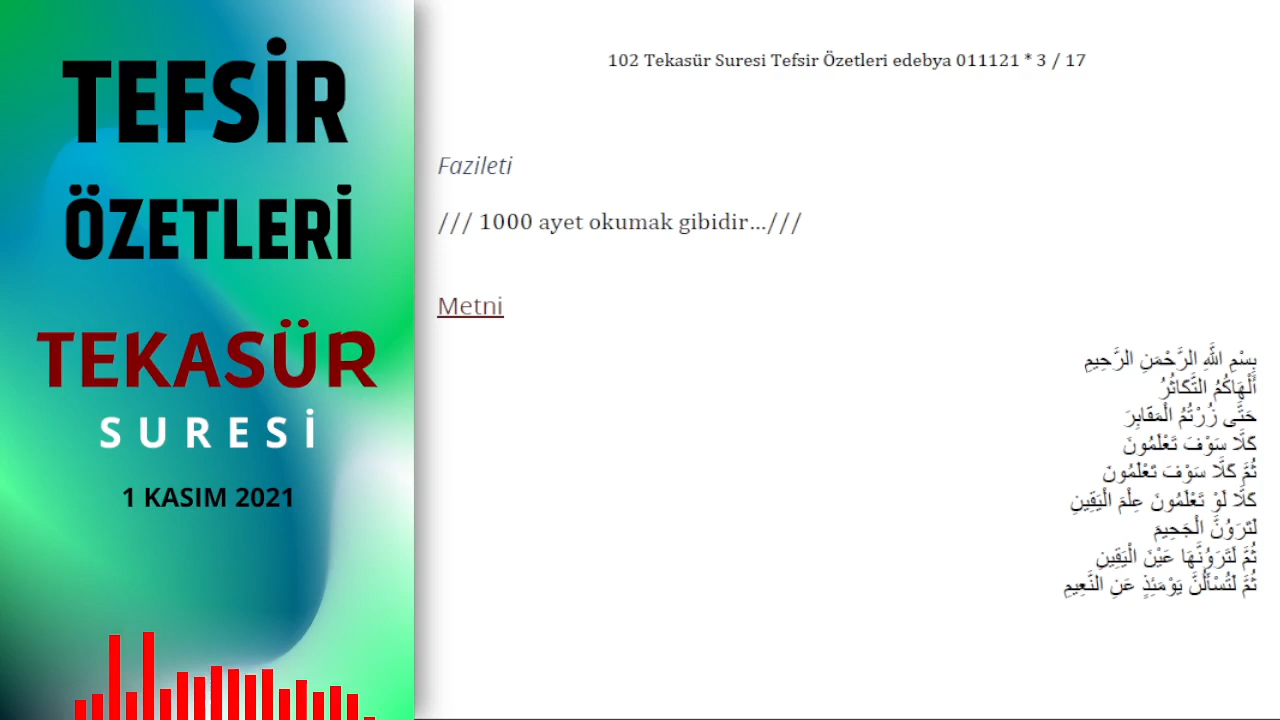 TEFSİR
ÖZETLERİ
TEKASÜR
SURESİ
1 KASIM 2021
102 Tekasür Suresi Tefsir Özetleri edebya 011121 * 3 / 17
Fazileti
/// 1000 ayet okumak gibidir...///
Metni
بِسْمِ اللَّهِ الرَّحْمَنِ الرَّحِيمِ
أَلْهَاكُمُ التَّكَاثُرُ
حَتَّى زُرْتُمُ الْمَقَابِرَ
كَلَّا سَوْفَ تَعْلَمُونَ
ثُمَّ كَلَّا سَوْفَ تَعْلَمُونَ
كَلَّا لَوْ تَعْلَمُونَ عِلْمَ الْيَقِينِ
لَتَرَوُنَّ الْجَحِيمَ
ثُمَّ لَتَرَوُنَّهَا عَيْنَ الْيَقِينِ
ثُمَّ لَتُسْأَلُنَّ يَوْمَئِذٍ عَنِ النَّعِيمِ